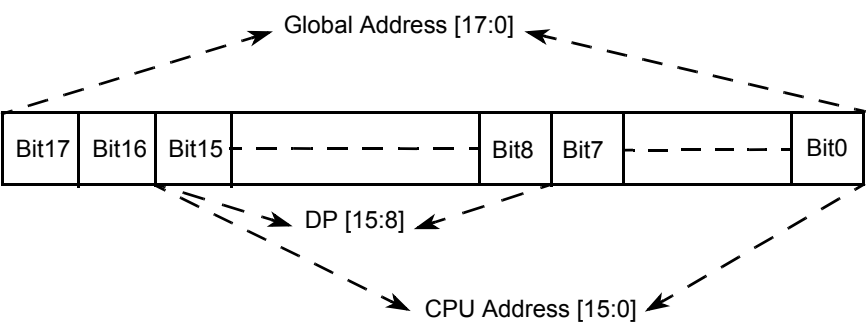 Global Address [17:0]
Bit17 Bit16 Bit15 Bit8 Bit7 Bit0
DP [15:8]
CPU Address [15:0]